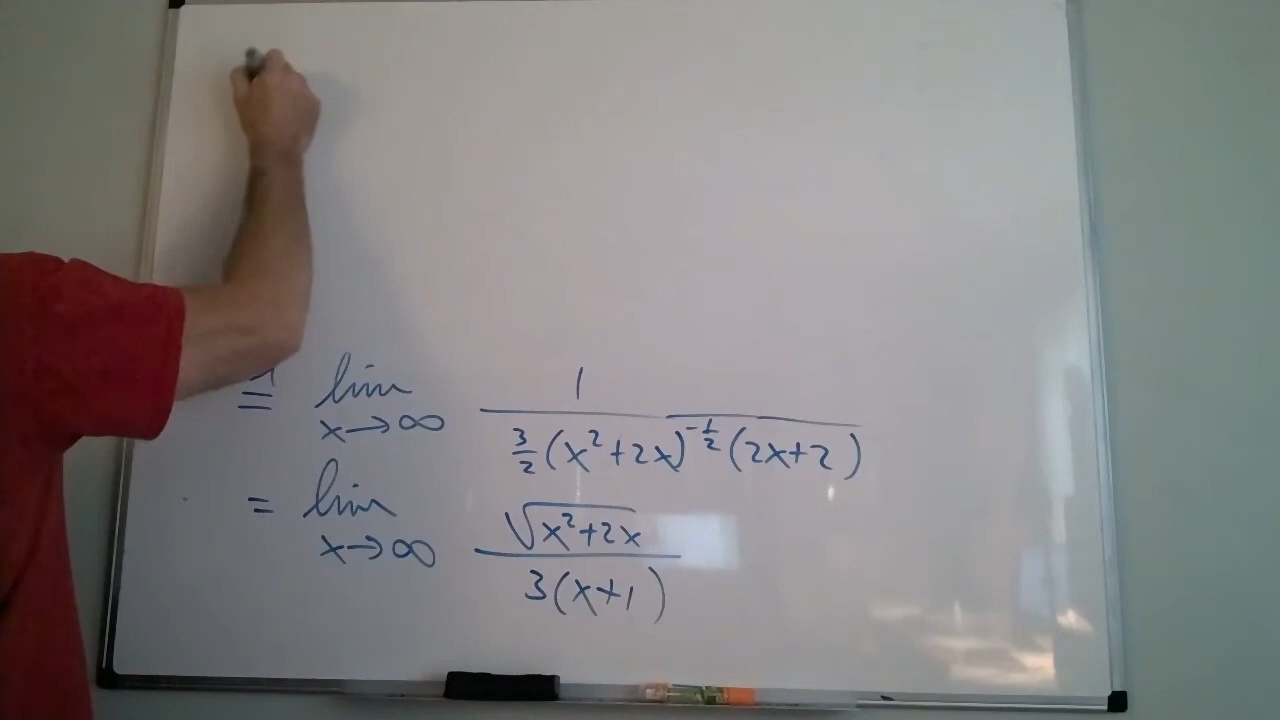 = lim x→∞ 1 / (3/2 (x²+2x)^(-1/2) (2x+2))
= lim x→∞ √(x²+2x) / 3(x+1)